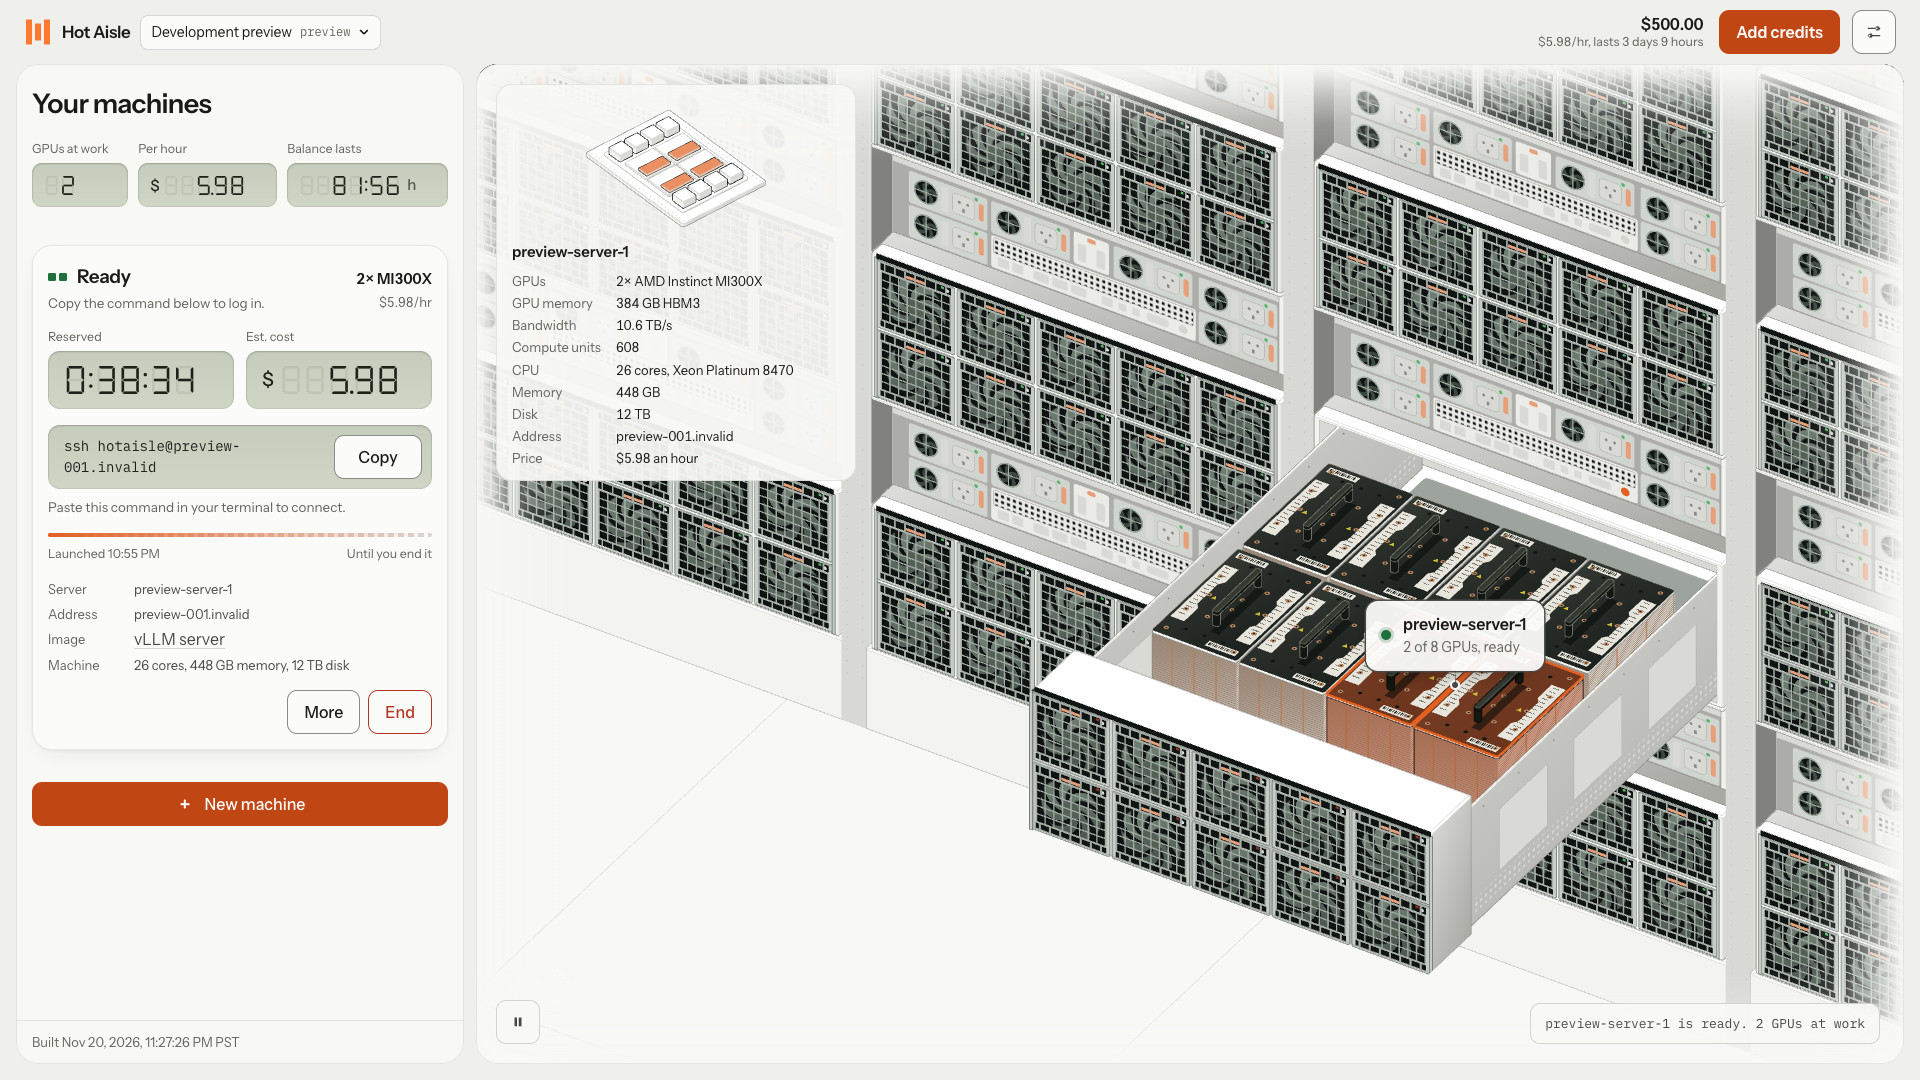 Hot Aisle
Development preview preview
$500.00
$5.98/hr, lasts 3 days 9 hours
Add credits
Your machines
GPUs at work
Per hour
Balance lasts
2
$ 5.98
81:56 h
Ready
2× MI300X
Copy the command below to log in.
$5.98/hr
Reserved
Est. cost
0:38:34
$ 5.98
ssh hotaisle@preview-
001.invalid
Copy
Paste this command in your terminal to connect.
Launched 10:55 PM
Until you end it
Server preview-server-1
Address preview-001.invalid
Image vLLM server
Machine 26 cores, 448 GB memory, 12 TB disk
More
End
+ New machine
Built Nov 20, 2026, 11:27:26 PM PST
preview-server-1
GPUs 2× AMD Instinct MI300X
GPU memory 384 GB HBM3
Bandwidth 10.6 TB/s
Compute units 608
CPU 26 cores, Xeon Platinum 8470
Memory 448 GB
Disk 12 TB
Address preview-001.invalid
Price $5.98 an hour
preview-server-1
2 of 8 GPUs, ready
preview-server-1 is ready. 2 GPUs at work